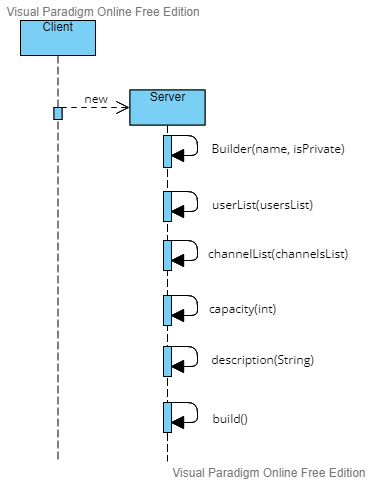 Visual Paradigm Online Free Edition
Client
new
Server
Builder(name, isPrivate)
userList(usersList)
channelList(channelsList)
capacity(int)
description(String)
build()
Visual Paradigm Online Free Edition